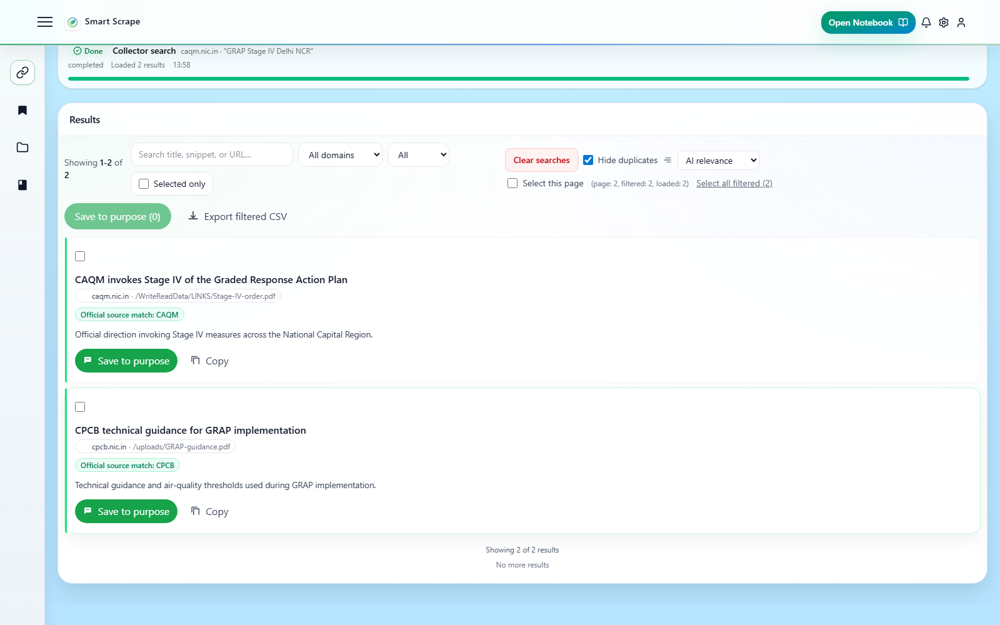 Smart Scrape
Open Notebook
Done Collector search caqm.nic.in · "GRAP Stage IV Delhi NCR"
completed Loaded 2 results 13:58
Results
Showing 1-2 of 2
Search title, snippet, or URL...
All domains
All
Selected only
Clear searches
Hide duplicates
AI relevance
Select this page (page: 2, filtered: 2, loaded: 2) Select all filtered (2)
Save to purpose (0)
Export filtered CSV
CAQM invokes Stage IV of the Graded Response Action Plan
caqm.nic.in · /WriteReadData/LINKS/Stage-IV-order.pdf
Official source match: CAQM
Official direction invoking Stage IV measures across the National Capital Region.
Save to purpose
Copy
CPCB technical guidance for GRAP implementation
cpcb.nic.in · /uploads/GRAP-guidance.pdf
Official source match: CPCB
Technical guidance and air-quality thresholds used during GRAP implementation.
Save to purpose
Copy
Showing 2 of 2 results
No more results